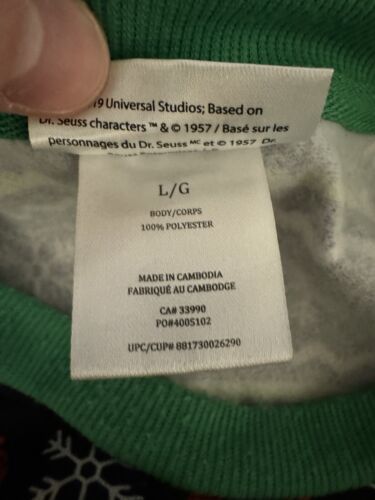 19 Universal Studios; Based on
Dr. Seuss characters ™ & © 1957 / Basé sur les
personnages du Dr. Seuss MC et © 1957 Dr.
L/G
BODY/CORPS
100% POLYESTER
MADE IN CAMBODIA
FABRIQUÉ AU CAMBODGE
CA# 33990
PO#4005102
UPC/CUP# 881730026290